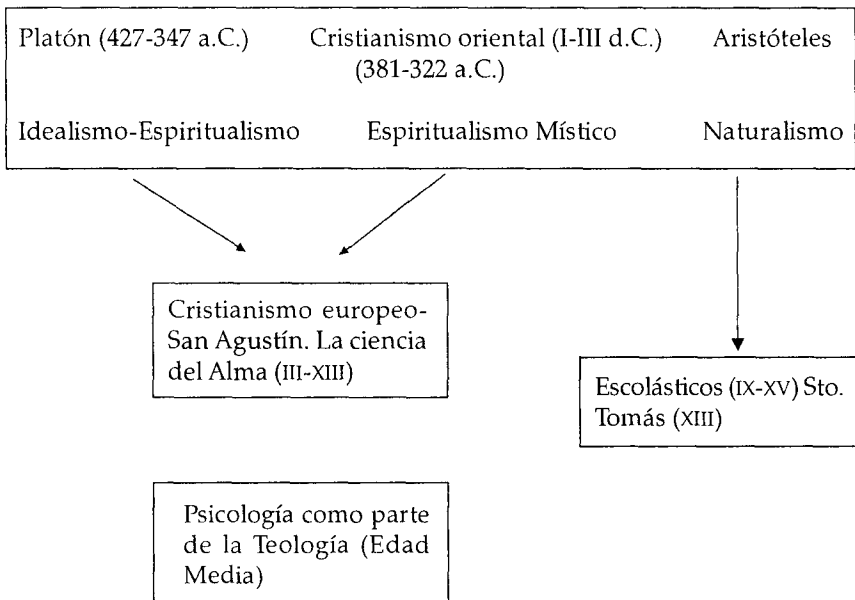 Platón (427-347 a.C.) Cristianismo oriental (I-III d.C.) Aristóteles
(381-322 a.C.)
Idealismo-Espiritualismo Espiritualismo Místico Naturalismo
Cristianismo europeo-
San Agustín. La ciencia
del Alma (III-XIII)
Escolásticos (IX-XV) Sto.
Tomás (XIII)
Psicología como parte
de la Teología (Edad
Media)